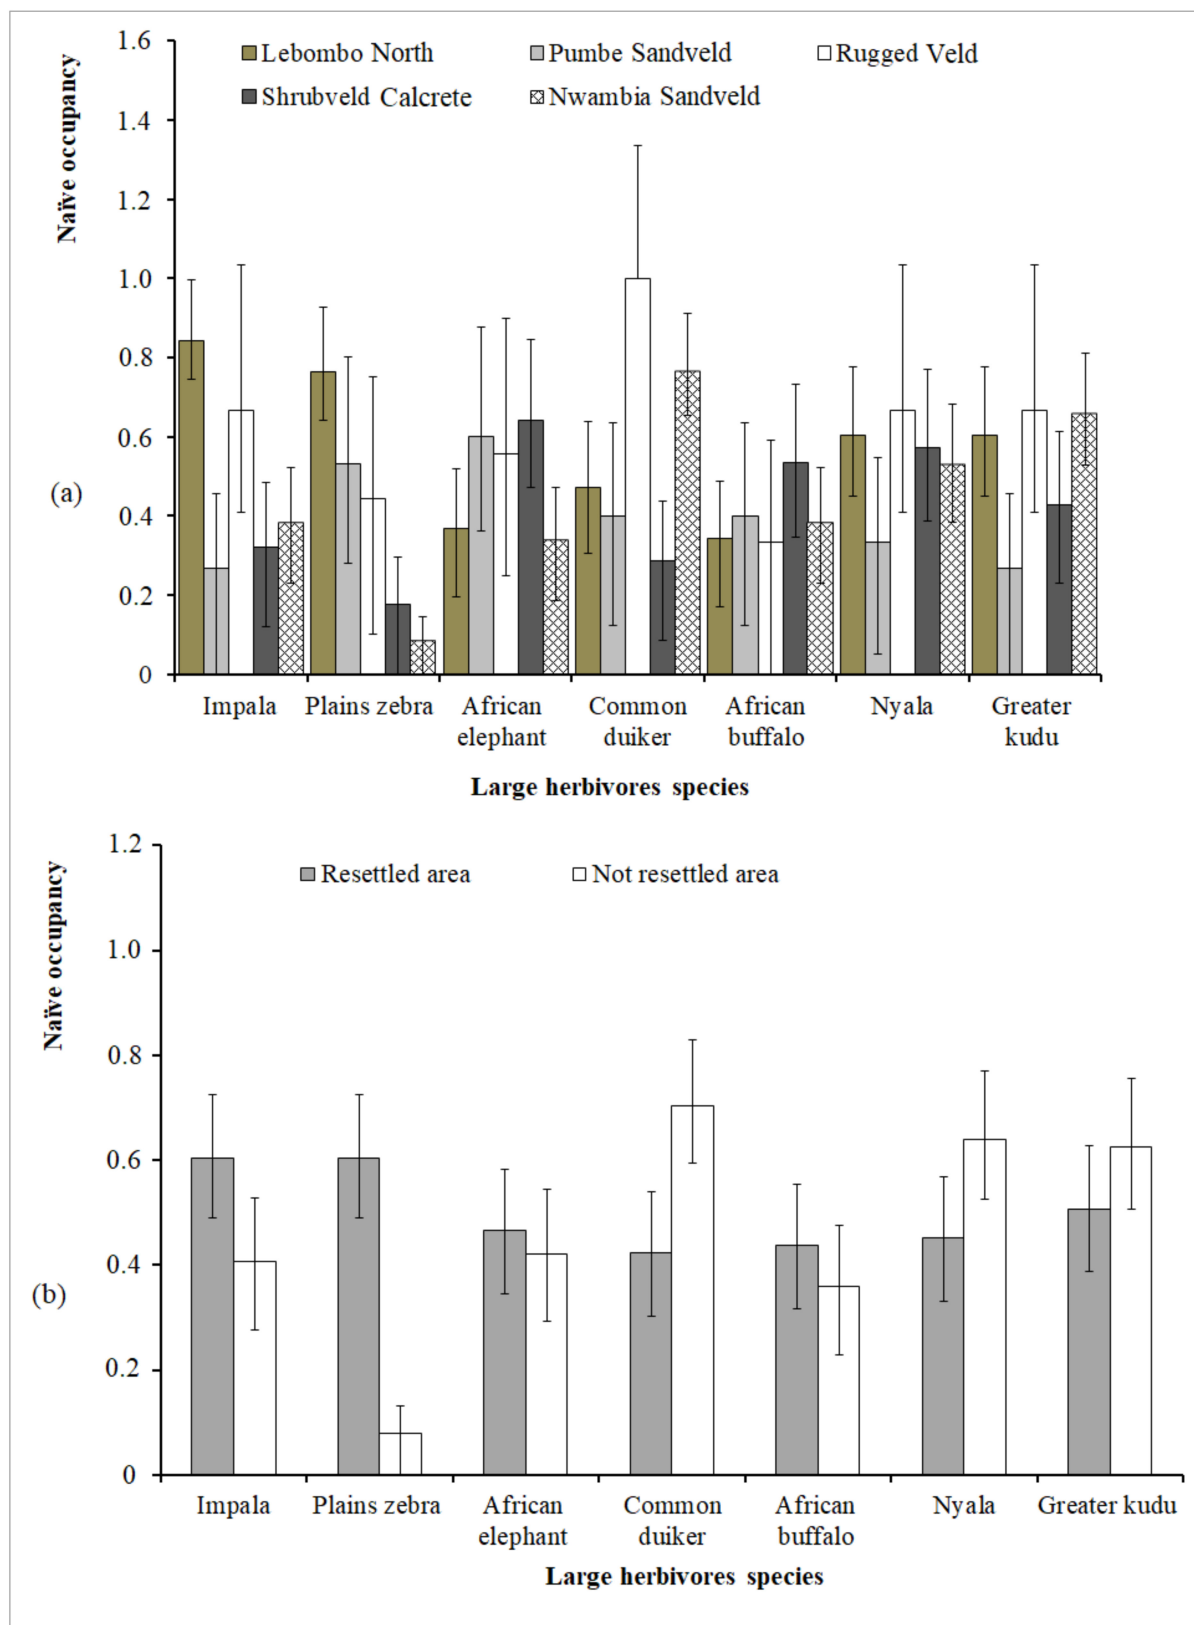 1.6
1.4
1.2
1.0
0.8
0.6
0.4
0.2
0
Naïve occupancy
Lebombo North
Pumbe Sandveld
Rugged Veld
Shrubveld Calcrete
Nwambia Sandveld
(a)
Impala
Plains zebra
African
elephant
Common
duiker
African
buffalo
Nyala
Greater
kudu
Large herbivores species
1.2
1.0
0.8
0.6
0.4
0.2
0
Naïve occupancy
Resettled area
Not resettled area
(b)
Impala
Plains zebra
African
elephant
Common
duiker
African
buffalo
Nyala
Greater kudu
Large herbivores species